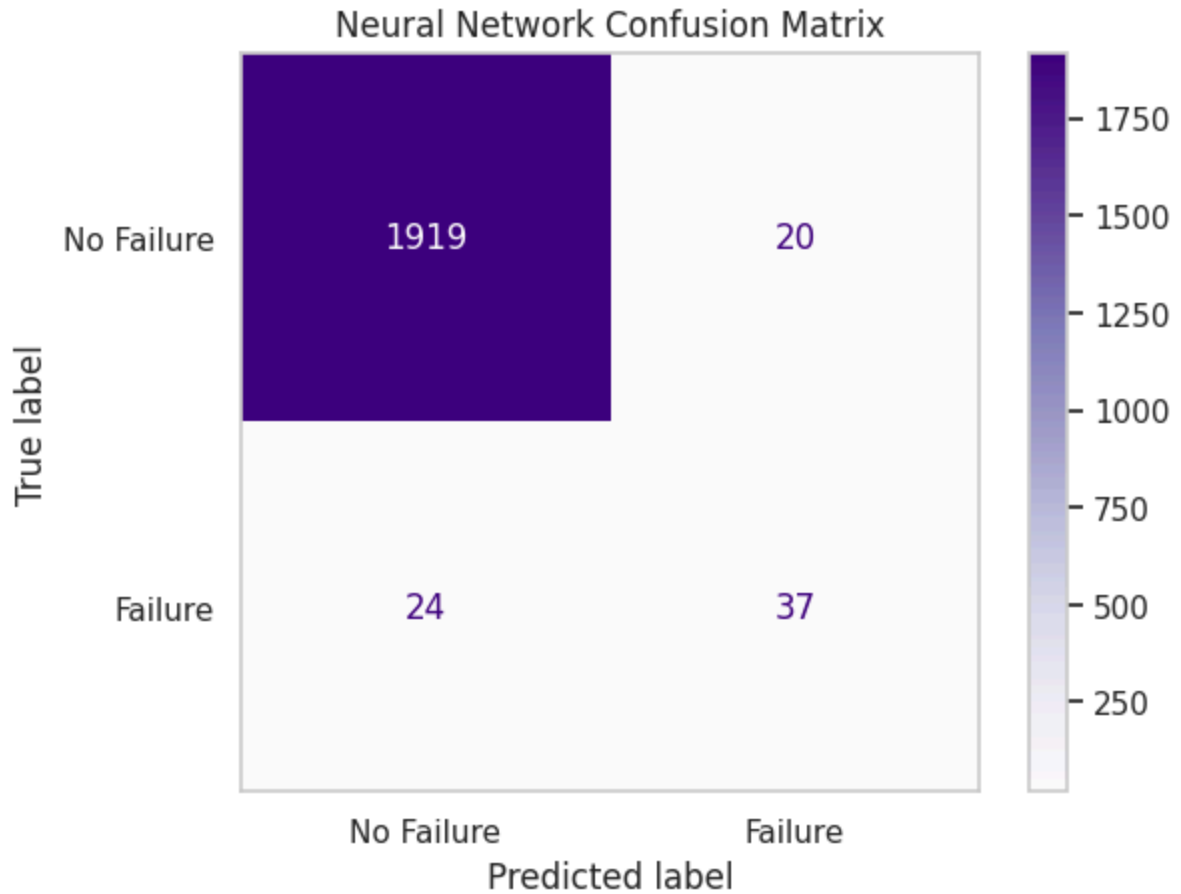 Neural Network Confusion Matrix
True label
No Failure
Failure
1919
20
24
37
No Failure
Failure
Predicted label
1750
1500
1250
1000
750
500
250